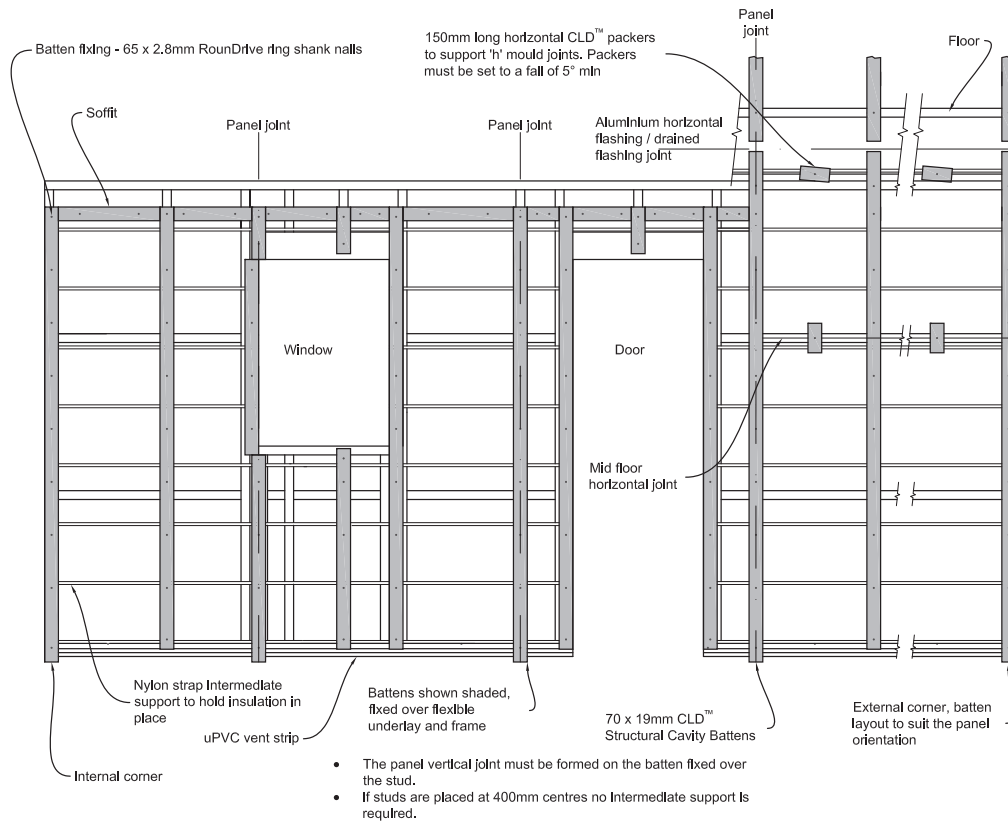 Batten fixing - 65 x 2.8mm RounDrive ring shank nails
150mm long horizontal CLD™ packers
to support 'h' mould joints. Packers
must be set to a fall of 5° min
Panel
joint
Floor
Soffit
Panel joint
Panel joint
Aluminium horizontal
flashing / drained
flashing joint
Window
Door
Mid floor
horizontal joint
Nylon strap intermediate
support to hold insulation in
place
Battens shown shaded,
fixed over flexible
underlay and frame
70 x 19mm CLD™
Structural Cavity Battens
External corner, batten
layout to suit the panel
orientation
uPVC vent strip
Internal corner
• The panel vertical joint must be formed on the batten fixed over
the stud.
• If studs are placed at 400mm centres no intermediate support is
required.